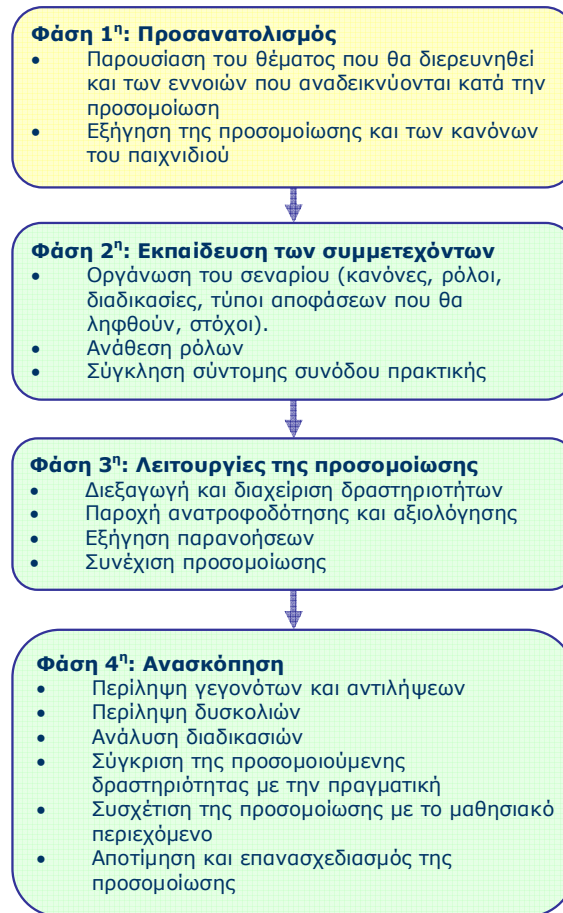 Φάση 1η: Προσανατολισμός
• Παρουσίαση του θέματος που θα διερευνηθεί
και των εννοιών που αναδεικνύονται κατά την
προσομοίωση
• Εξήγηση της προσομοίωσης και των κανόνων
του παιχνιδιού
Φάση 2η: Εκπαίδευση των συμμετεχόντων
• Οργάνωση του σεναρίου (κανόνες, ρόλοι,
διαδικασίες, τύποι αποφάσεων που θα
ληφθούν, στόχοι).
• Ανάθεση ρόλων
• Σύγκληση σύντομης συνόδου πρακτικής
Φάση 3η: Λειτουργίες της προσομοίωσης
• Διεξαγωγή και διαχείριση δραστηριοτήτων
• Παροχή ανατροφοδότησης και αξιολόγησης
• Εξήγηση παρανοήσεων
• Συνέχιση προσομοίωσης
Φάση 4η: Ανασκόπηση
• Περίληψη γεγονότων και αντιλήψεων
• Περίληψη δυσκολιών
• Ανάλυση διαδικασιών
• Σύγκριση της προσομοιούμενης
δραστηριότητας με την πραγματική
• Συσχέτιση της προσομοίωσης με το μαθησιακό
περιεχόμενο
• Αποτίμηση και επανασχεδιασμός της
προσομοίωσης